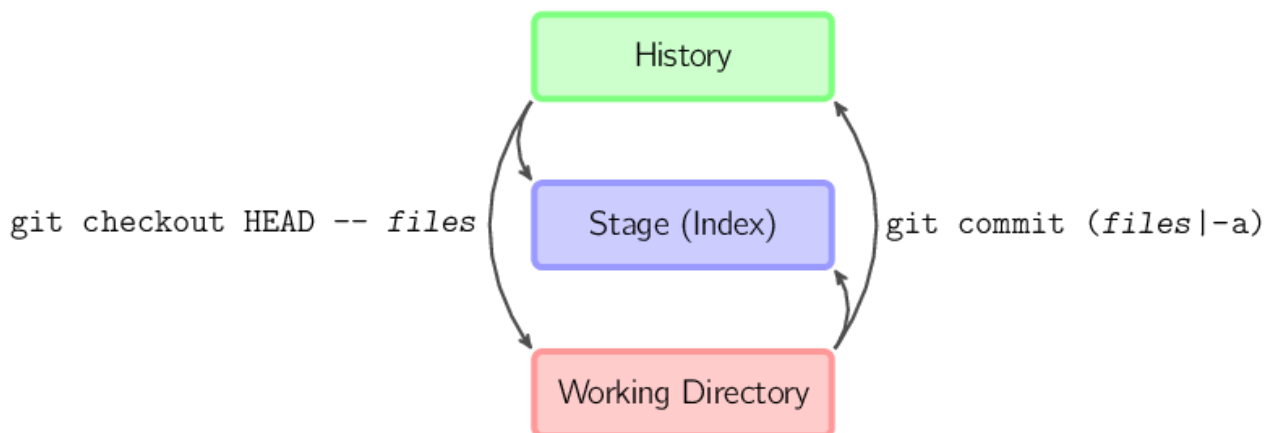 History
git checkout HEAD -- files
Stage (Index)
git commit (files|-a)
Working Directory